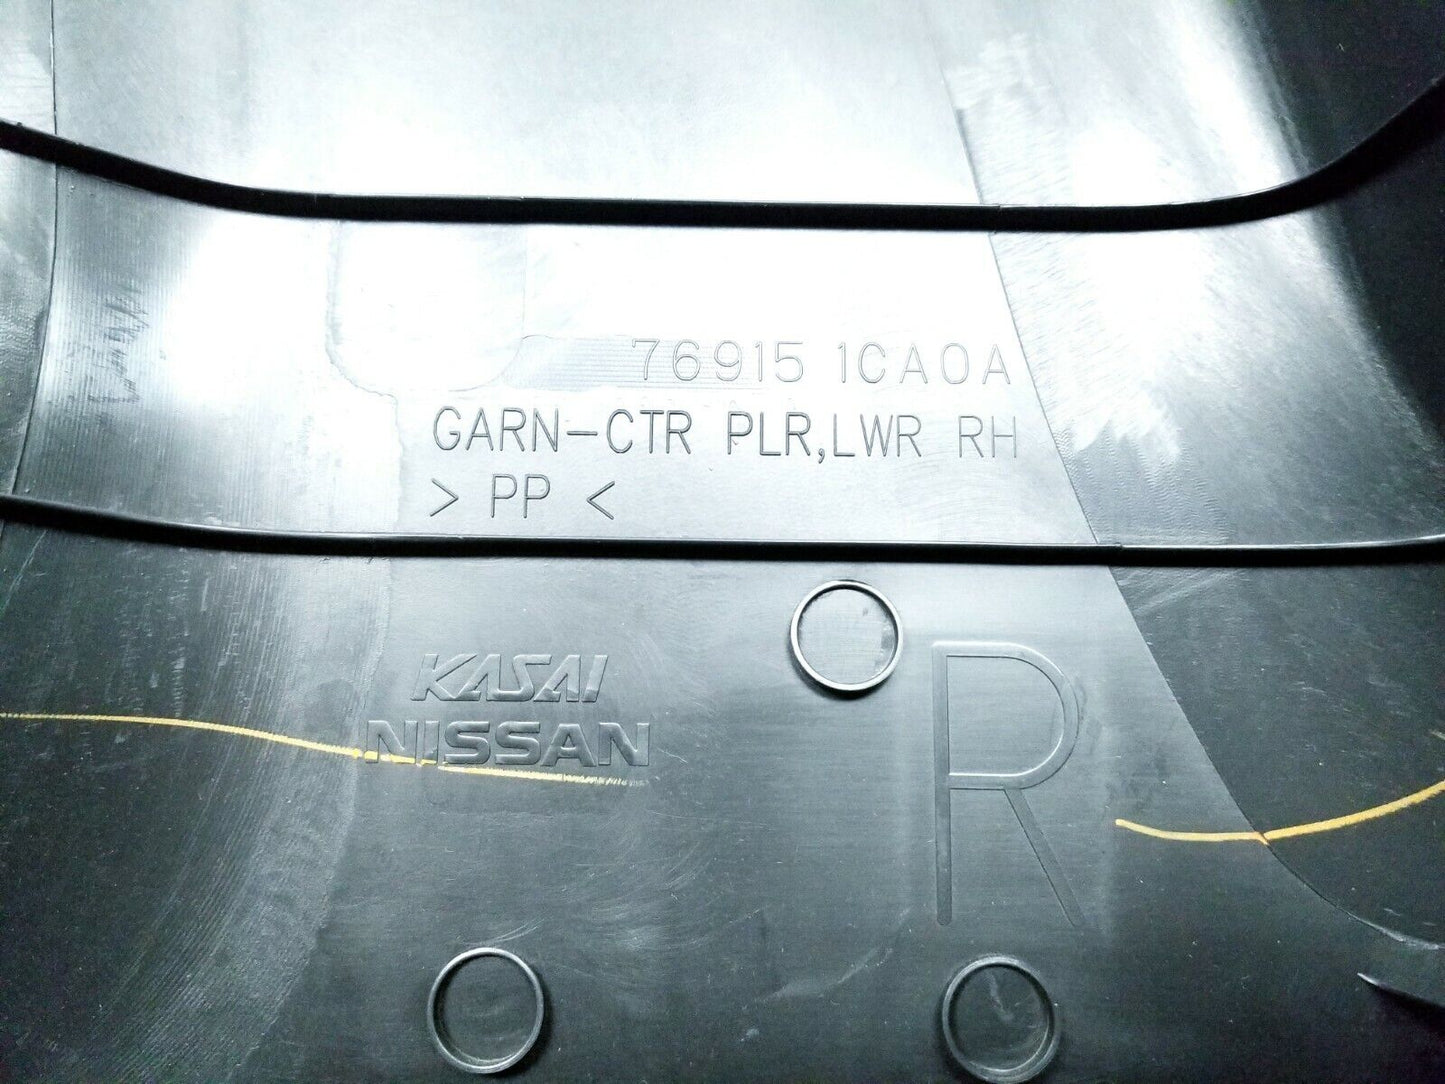 76915 1CA0A
GARN-CTR PLR,LWR RH
> PP <
KASAI
NISSAN
R